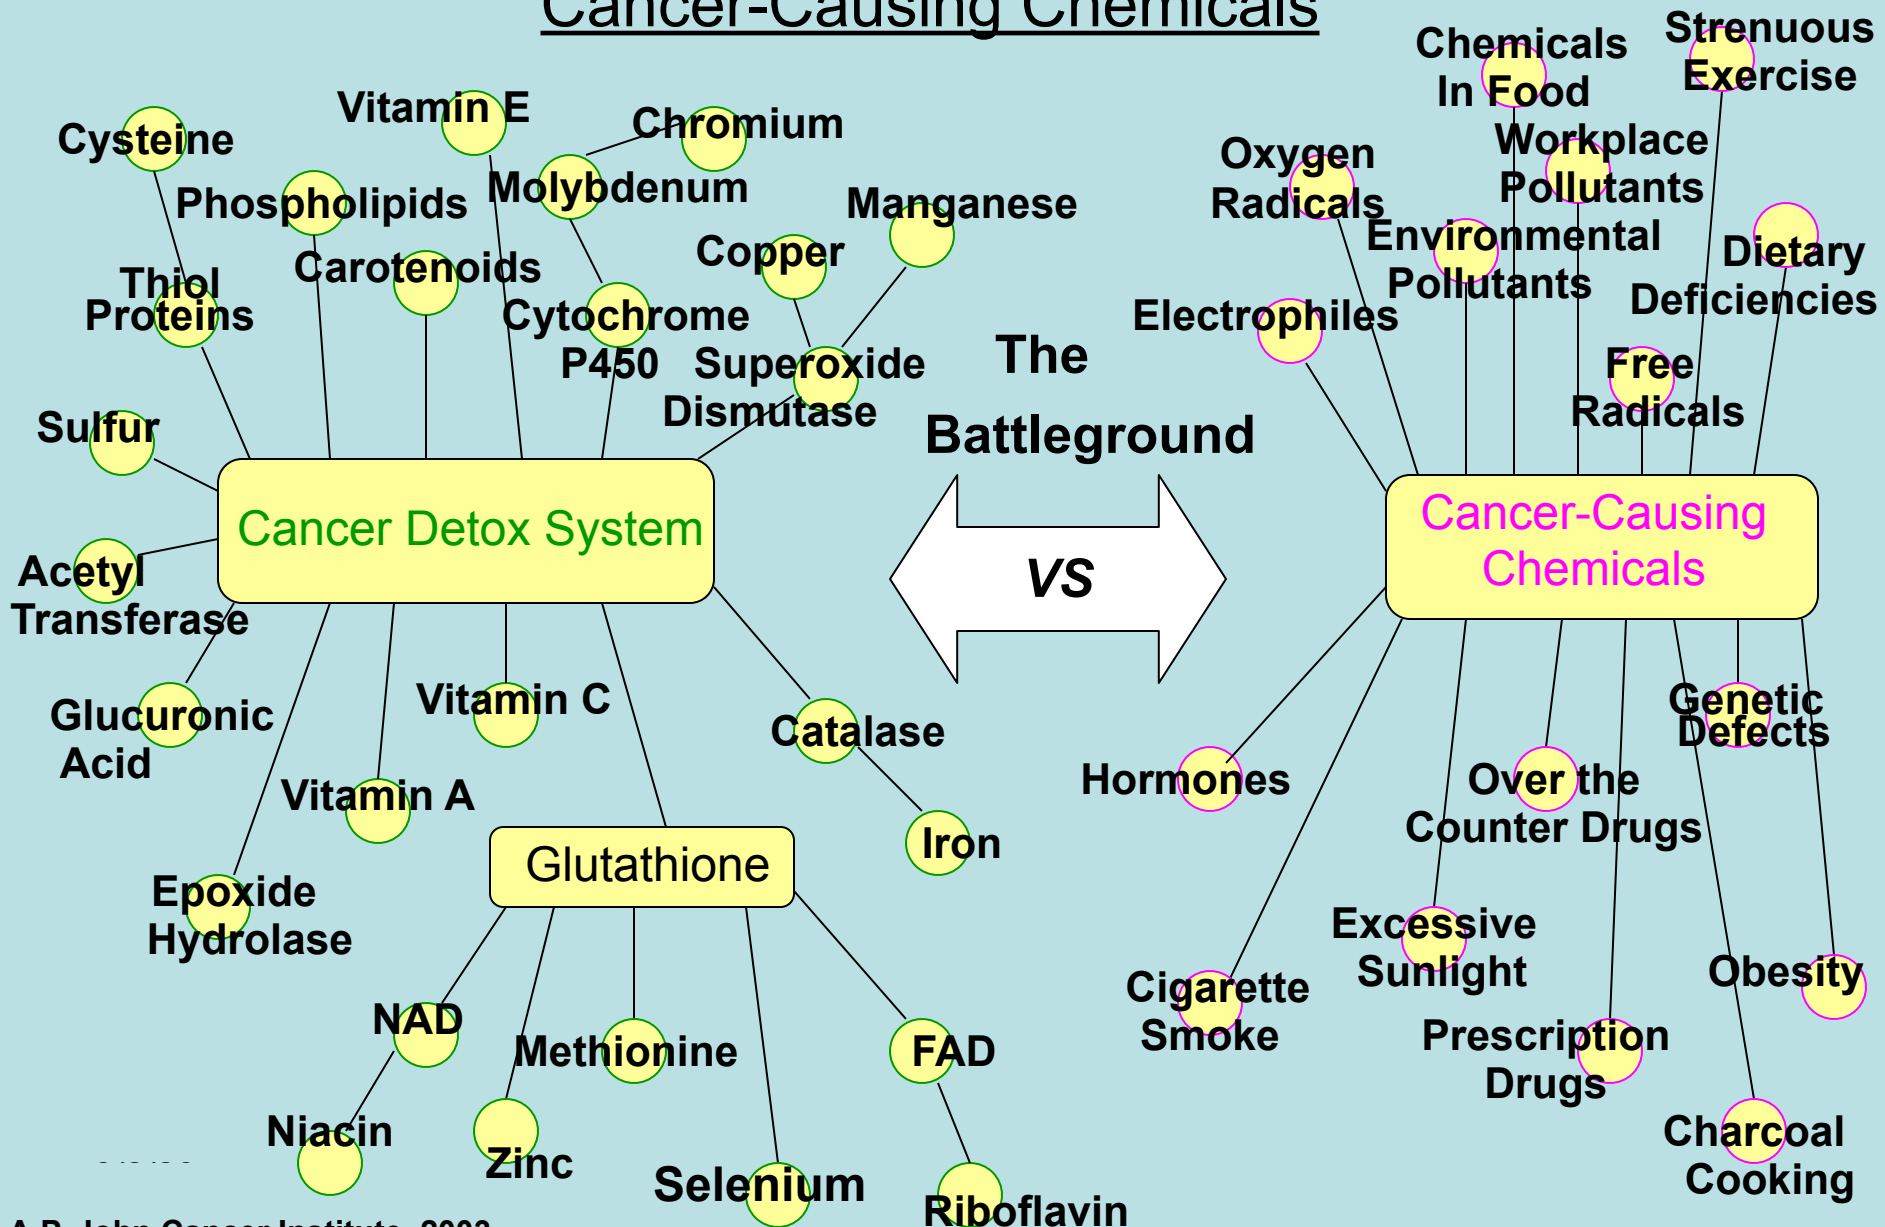 Cancer-Causing Chemicals
Cysteine
Vitamin E
Chromium
Phospholipids
Molybdenum
Manganese
Thiol
Proteins
Carotenoids
Copper
Cytochrome
P450
Superoxide
Dismutase
Sulfur
Cancer Detox System
Acetyl
Transferase
Glucuronic
Acid
Vitamin C
Vitamin A
Catalase
Iron
Epoxide
Hydrolase
Glutathione
NAD
Methionine
FAD
Niacin
Zinc
Selenium
Riboflavin
The
Battleground
VS
Chemicals
In Food
Strenuous
Exercise
Oxygen
Radicals
Workplace
Pollutants
Environmental
Pollutants
Dietary
Deficiencies
Electrophiles
Free
Radicals
Cancer-Causing
Chemicals
Hormones
Over the
Counter Drugs
Genetic
Defects
Cigarette
Smoke
Excessive
Sunlight
Obesity
Prescription
Drugs
Charcoal
Cooking
A.P. John Cancer Institute, 2003